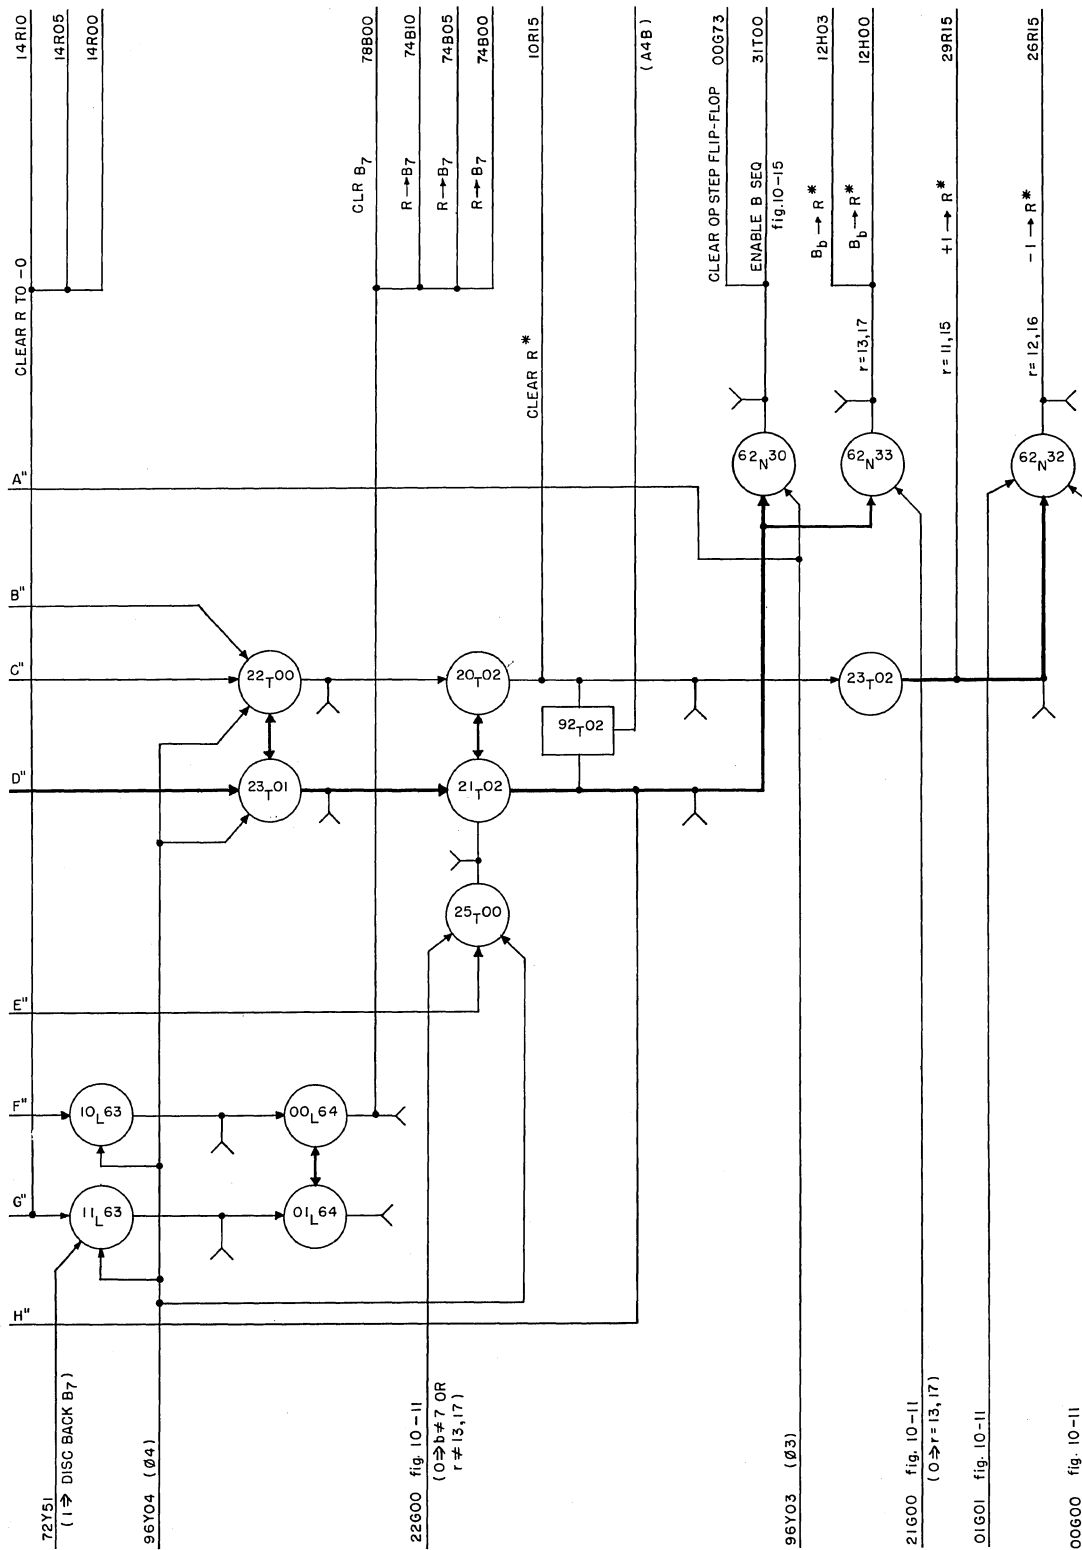 14R10
14R05
14R00
78B00
74B10
74B05
74B00
10R15
(A4B)
00G73
31T00
12H03
12H00
29R15
26R15
CLEAR R TO -0
CLR B7
R→B7
R→B7
R→B7
CLEAR R*
CLEAR OP STEP FLIP-FLOP
ENABLE B SEQ
fig.10-15
Bb→R*
Bb→R*
r=13,17
+1→R*
r=11,15
-1→R*
r=12,16
A"
62N30
62N33
62N32
B"
C"
22T00
20T02
23T02
92T02
D"
23T01
21T02
25T00
E"
F"
10L63
00L64
G"
11L63
01L64
H"
72Y51
(1⇒ DISC BACK B7)
96Y04 (Ø4)
22G00 fig. 10-11
(0⇒b≠7 OR
r≠13,17)
96Y03 (Ø3)
21G00 fig. 10-11
(0⇒r=13,17)
01G01 fig. 10-11
00G00 fig. 10-11